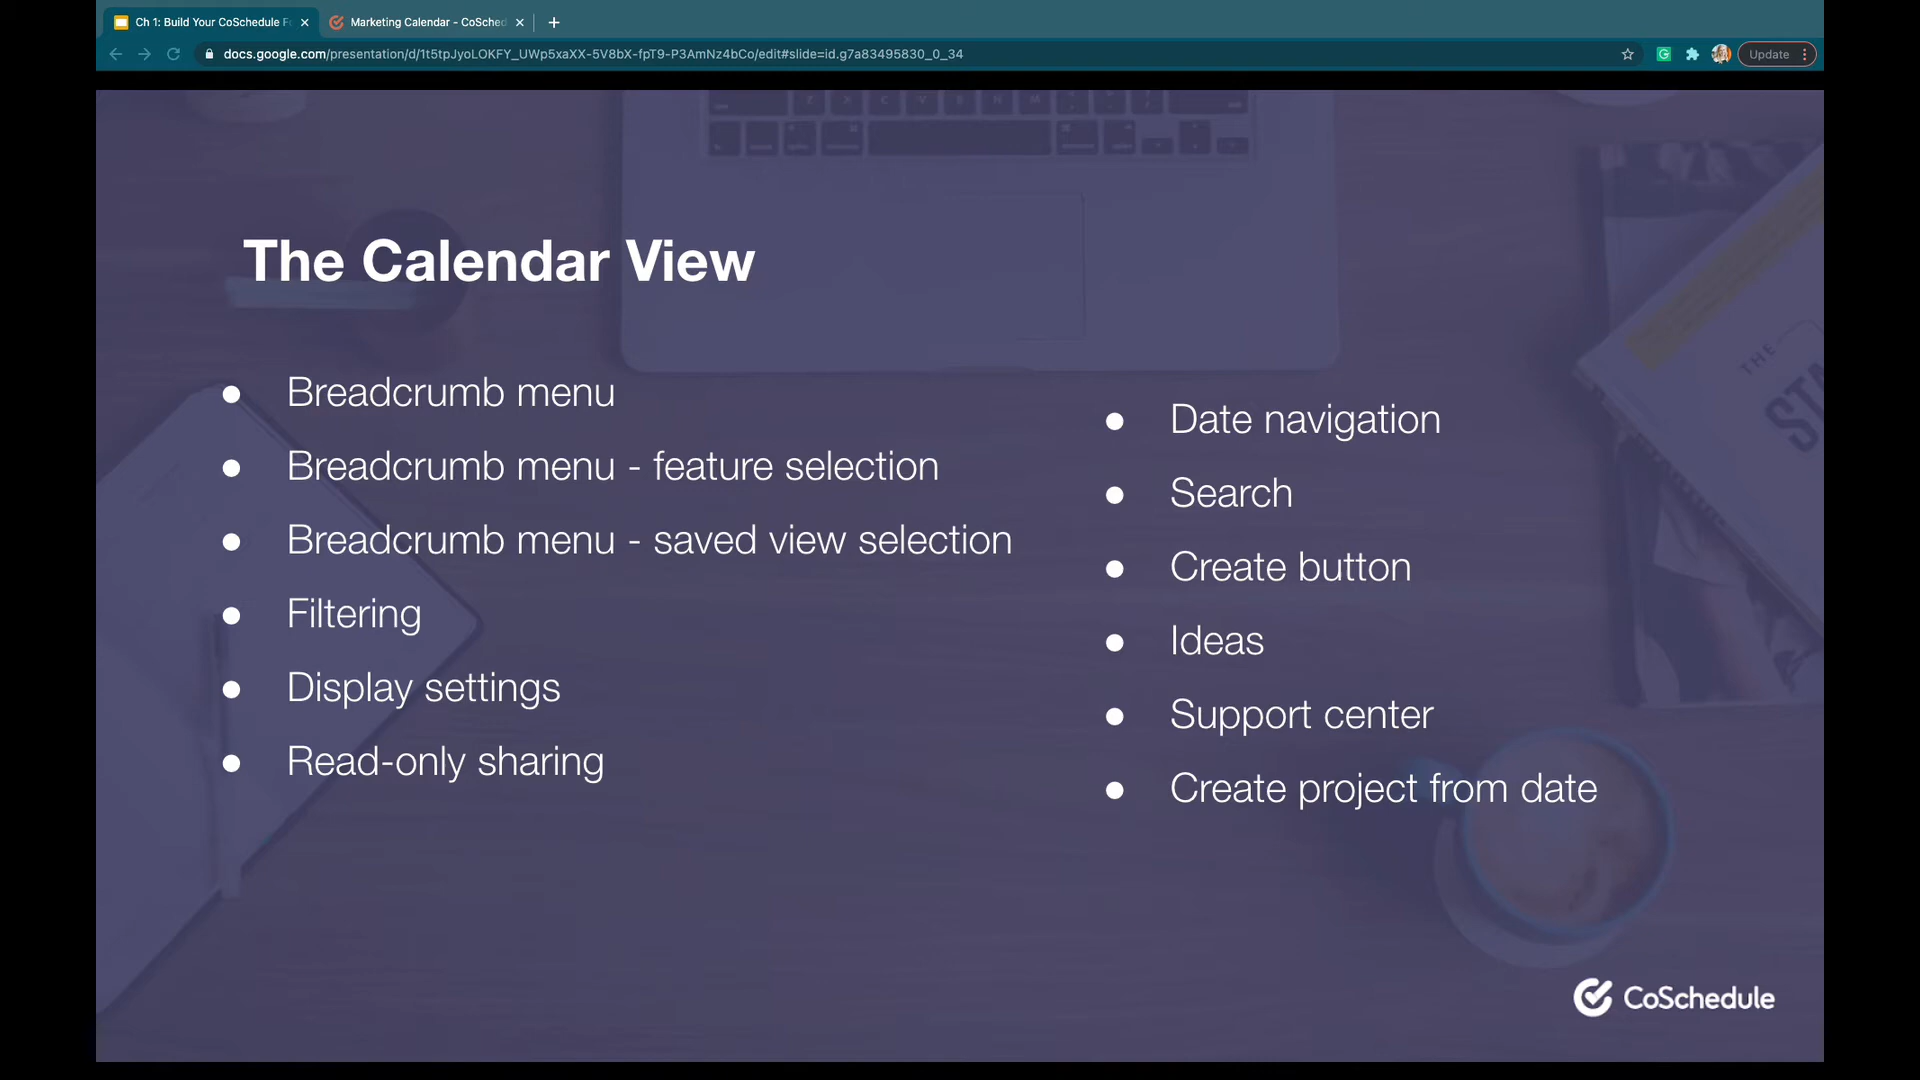 Ch 1: Build Your CoSchedule F
Marketing Calendar - CoSched
docs.google.com/presentation/d/1t5tpJyoLOKFY_UWp5xaXX-5V8bX-fpT9-P3AmNz4bCo/edit#slide=id.g7a83495830_0_34
Update
The Calendar View
• Breadcrumb menu
• Breadcrumb menu - feature selection
• Breadcrumb menu - saved view selection
• Filtering
• Display settings
• Read-only sharing
• Date navigation
• Search
• Create button
• Ideas
• Support center
• Create project from date
THE
STA
CoSchedule